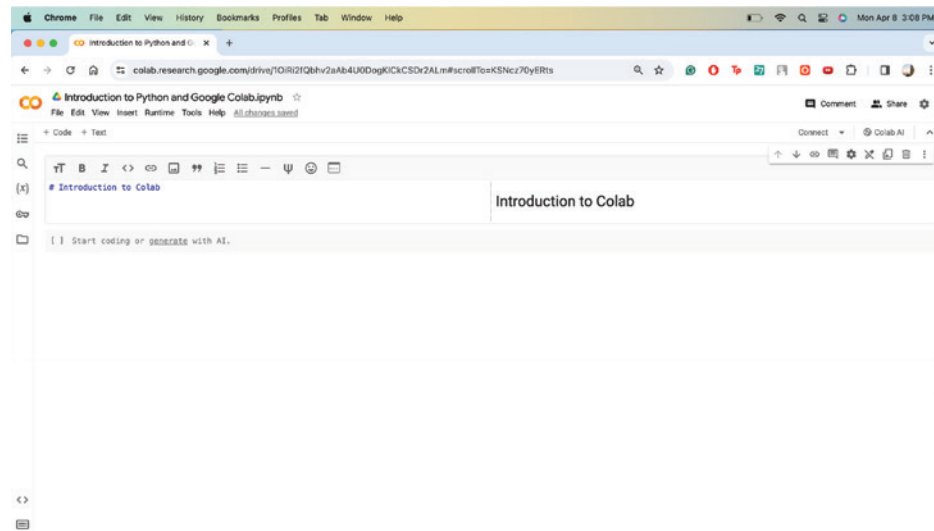 Chrome File Edit View History Bookmarks Profiles Tab Window Help Mon Apr 8 3:08 PM
Introduction to Python and G
colab.research.google.com/drive/
Introduction to Python and Google Colab.ipynb
Comment Share
File Edit View Insert Runtime Tools Help All changes saved
+ Code + Text Connect Colab AI
# Introduction to Colab
Introduction to Colab
[ ] Start coding or generate with AI.